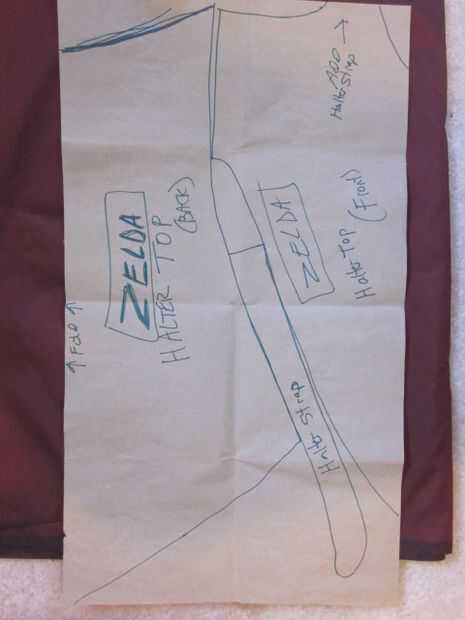 ZELDA
HALTER TOP
(BACK)
↑ Fold ↑
ZELDA
Halter Top (Front)
Halter Strap
ADD →
Halter Strap